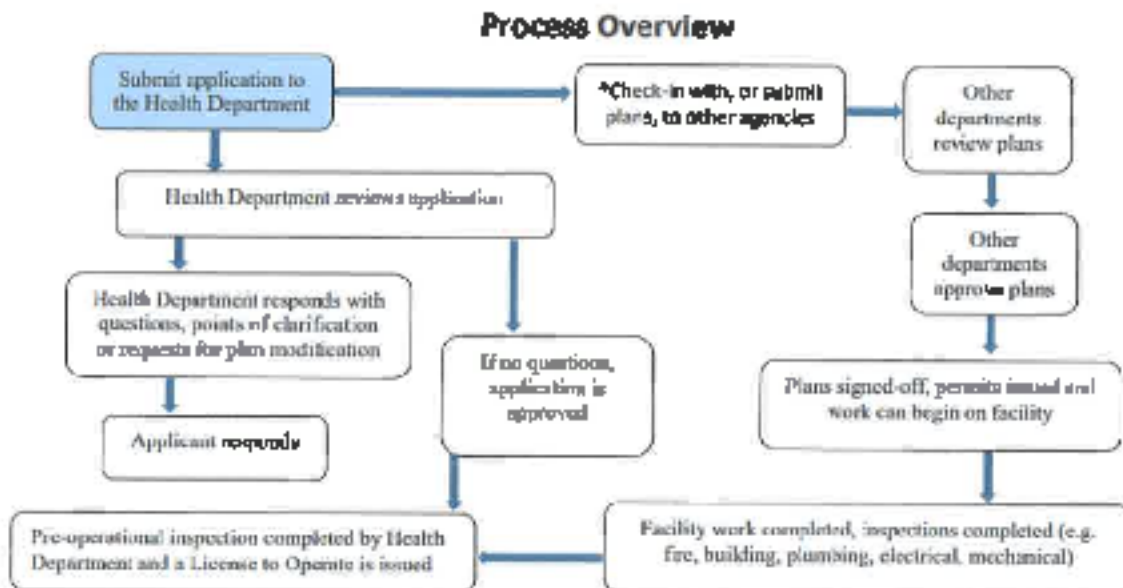 Process Overview
Submit application to
the Health Department
*Check-in with, or submit
plans, to other agencies
Other
departments
review plans
Health Department reviews application
Other
departments
approve plans
Health Department responds with
questions, points of clarification
or requests for plan modification
If no questions,
application is
approved
Plans signed-off, permits issued and
work can begin on facility
Applicant responds
Pre-operational inspection completed by Health
Department and a License to Operate is issued
Facility work completed, inspections completed (e.g.
fire, building, plumbing, electrical, mechanical)